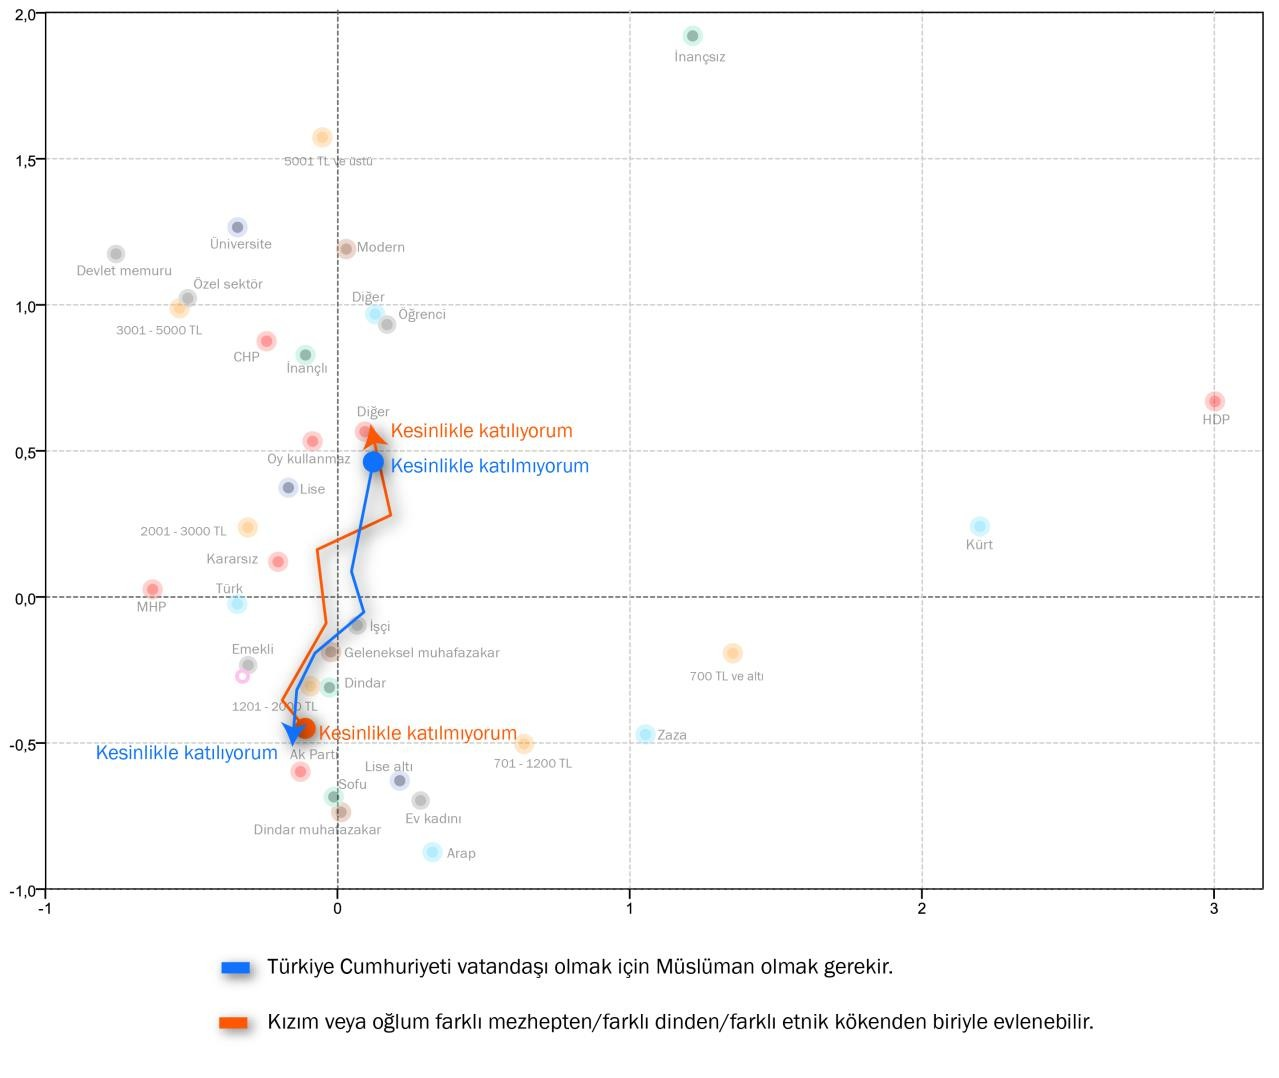 2,0
İnançsız
1,5
5001 TL ve üstü
Üniversite
Modern
Devlet memuru
Özel sektör
Diğer
1,0
Öğrenci
3001 - 5000 TL
CHP
İnançlı
Diğer
HDP
Kesinlikle katılıyorum
0,5
Oy kullanmaz
Kesinlikle katılmıyorum
Lise
2001 - 3000 TL
Kürt
Kararsız
Türk
0,0
MHP
İşçi
Emekli
Geleneksel muhafazakar
700 TL ve altı
Dindar
1201 - 2000 TL
Kesinlikle katılmıyorum
Zaza
-0,5
Kesinlikle katılıyorum
Ak Parti
701 - 1200 TL
Lise altı
Sofu
Ev kadını
Dindar muhafazakar
Arap
-1,0
-1 0 1 2 3
Türkiye Cumhuriyeti vatandaşı olmak için Müslüman olmak gerekir.
Kızım veya oğlum farklı mezhepten/farklı dinden/farklı etnik kökenden biriyle evlenebilir.